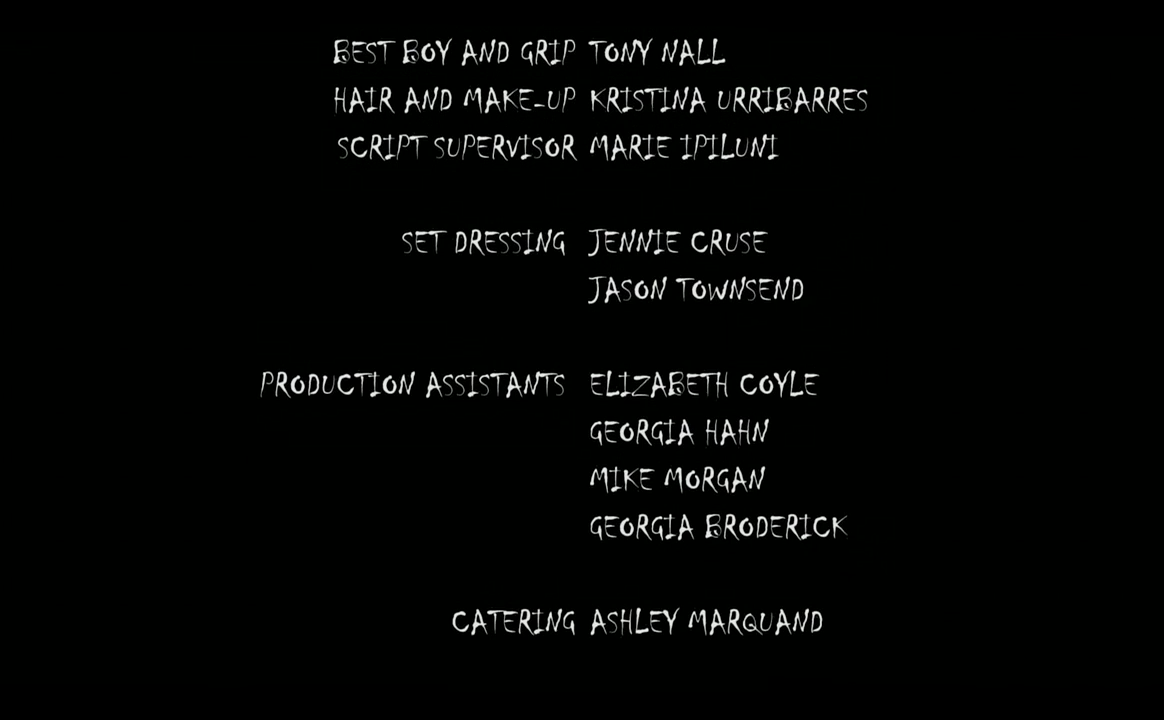 BEST BOY AND GRIP TONY NALL
HAIR AND MAKE-UP KRISTINA URRIBARRES
SCRIPT SUPERVISOR MARIE IPILUNI
SET DRESSING JENNIE CRUSE
JASON TOWNSEND
PRODUCTION ASSISTANTS ELIZABETH COYLE
GEORGIA HAHN
MIKE MORGAN
GEORGIA BRODERICK
CATERING ASHLEY MARQUAND